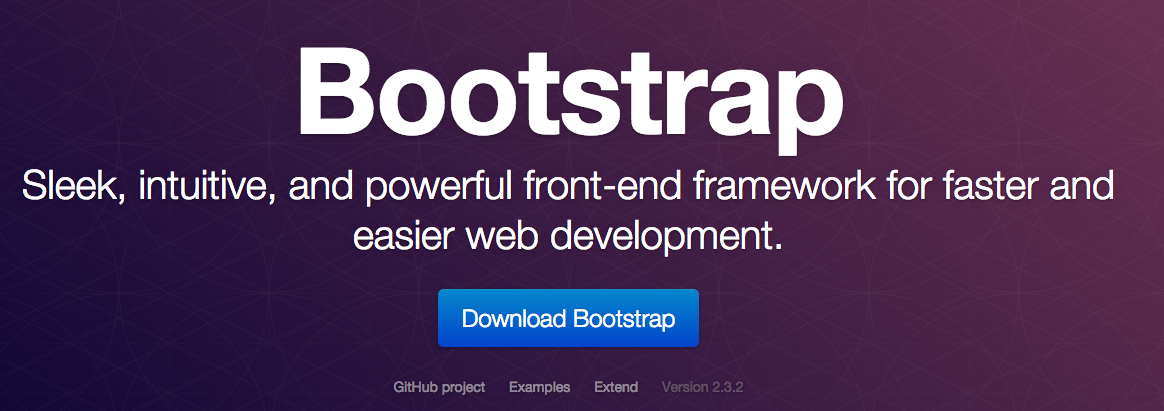 Bootstrap
Sleek, intuitive, and powerful front-end framework for faster and
easier web development.
Download Bootstrap
GitHub project Examples Extend Version 2.3.2